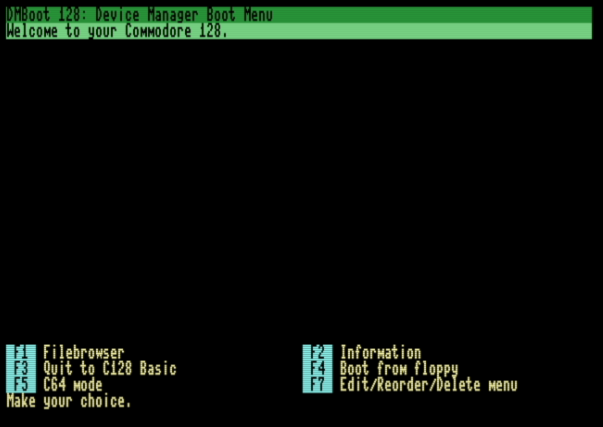 DMBoot 128: Device Manager Boot Menu
Welcome to your Commodore 128.
F1 Filebrowser F2 Information
F3 Quit to C128 Basic F4 Boot from floppy
F5 C64 mode F7 Edit/Reorder/Delete menu
Make your choice.